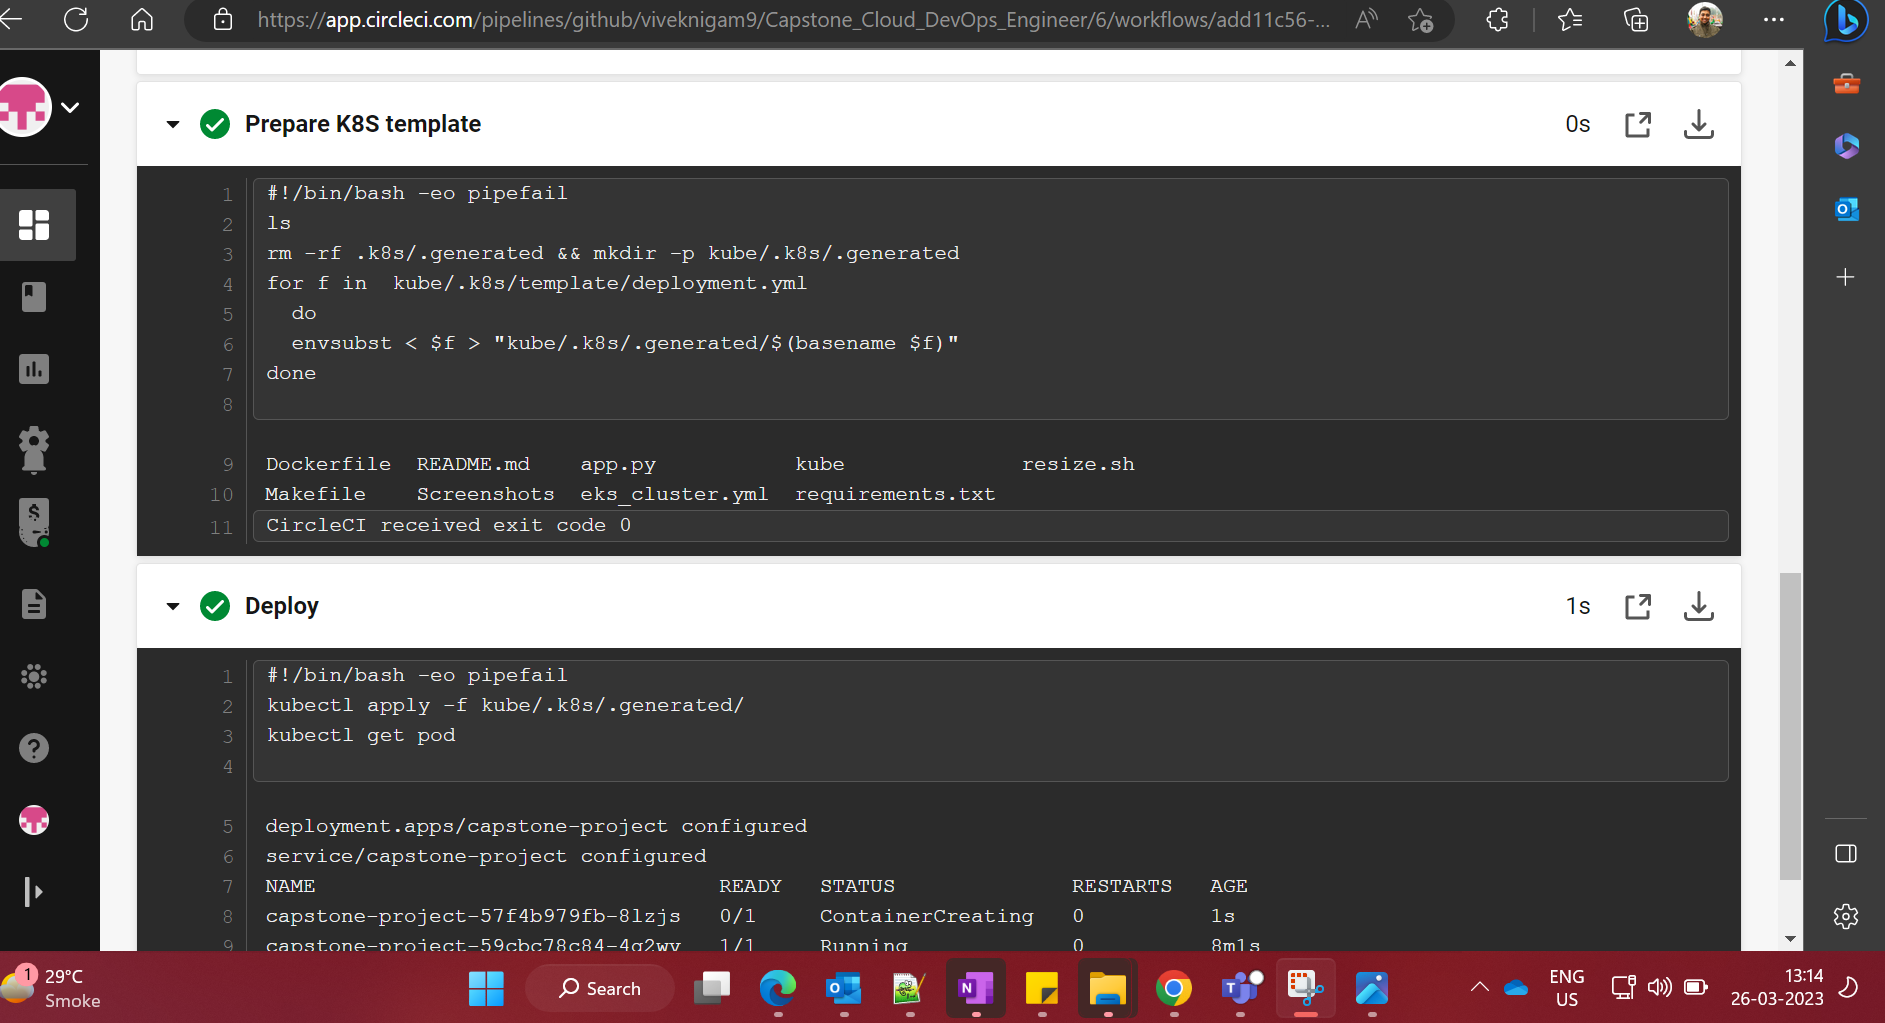 https://app.circleci.com/pipelines/github/viveknigam9/Capstone_Cloud_DevOps_Engineer/6/workflows/add11c56-...
Prepare K8S template
0s
1 #!/bin/bash -eo pipefail
2 ls
3 rm -rf .k8s/.generated && mkdir -p kube/.k8s/.generated
4 for f in  kube/.k8s/template/deployment.yml
5   do
6   envsubst < $f > "kube/.k8s/.generated/$(basename $f)"
7 done
8
9 Dockerfile  README.md    app.py           kube              resize.sh
10 Makefile    Screenshots  eks_cluster.yml  requirements.txt
11 CircleCI received exit code 0
Deploy
1s
1 #!/bin/bash -eo pipefail
2 kubectl apply -f kube/.k8s/.generated/
3 kubectl get pod
4
5 deployment.apps/capstone-project configured
6 service/capstone-project configured
7 NAME                                READY   STATUS              RESTARTS   AGE
8 capstone-project-57f4b979fb-8lzjs   0/1     ContainerCreating   0          1s
9 capstone-project-59cbc78c84-4g2wv   1/1     Running             0          8m1s
1
29°C
Smoke
Search
ENG
US
13:14
26-03-2023